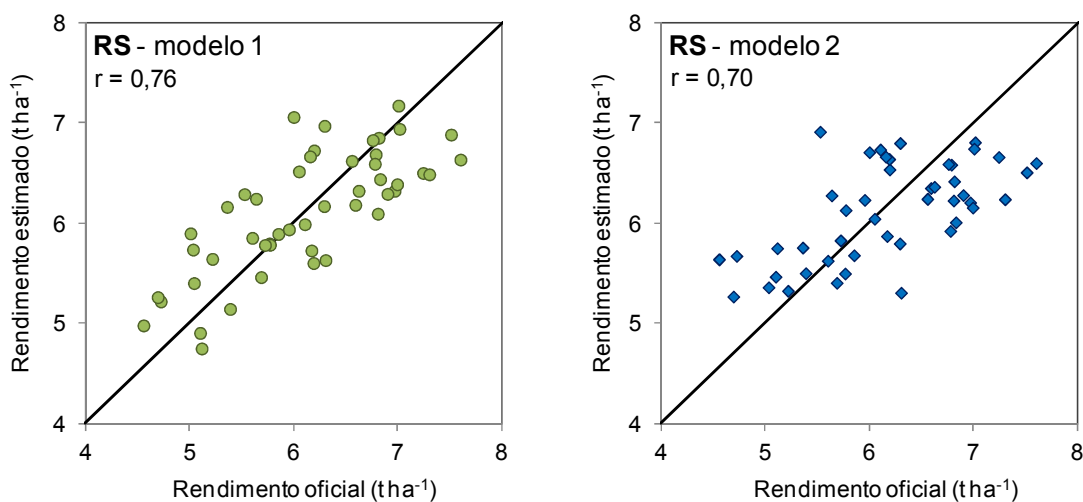 RS - modelo 1
r = 0,76
Rendimento estimado (t ha-1)
8
7
6
5
4
4 5 6 7 8
Rendimento oficial (t ha-1)
RS - modelo 2
r = 0,70
Rendimento estimado (t ha-1)
8
7
6
5
4
4 5 6 7 8
Rendimento oficial (t ha-1)